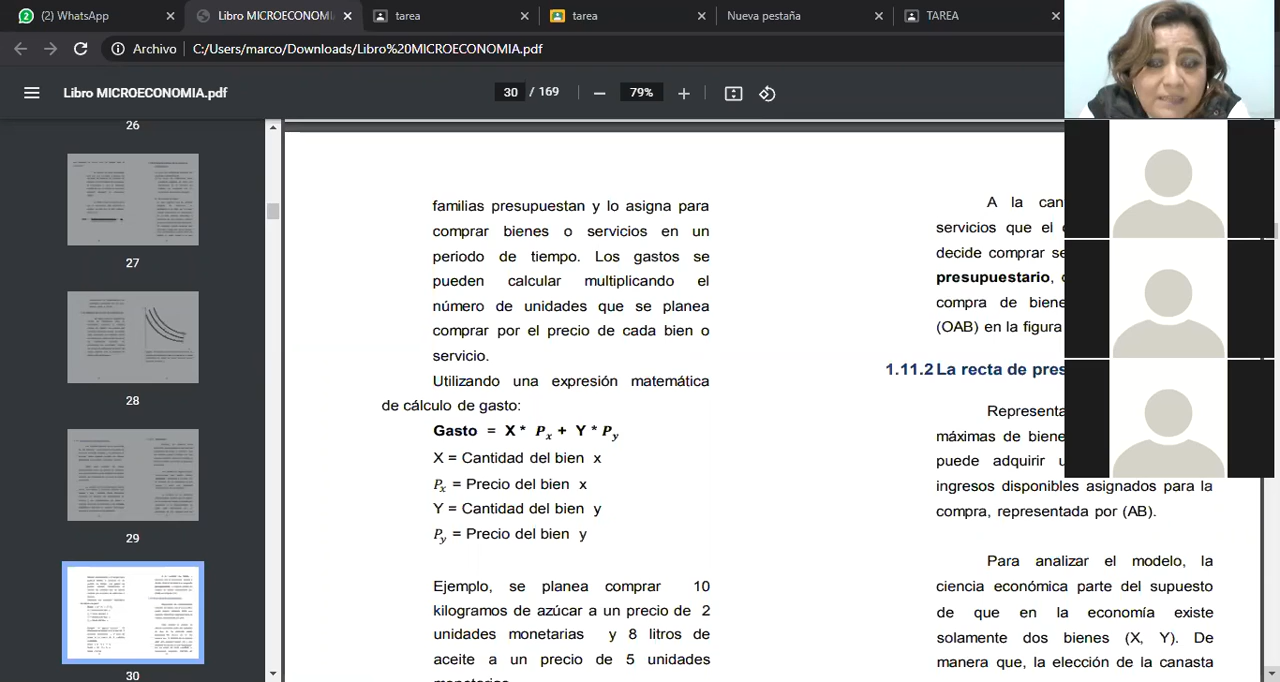 (2) WhatsApp
Libro MICROECONOMI
tarea
tarea
Nueva pestaña
TAREA
Archivo
C:/Users/marco/Downloads/Libro%20MICROECONOMIA.pdf
Libro MICROECONOMIA.pdf
30 / 169
79%
26
27
28
29
30
familias presupuestan y lo asigna para
comprar bienes o servicios en un
periodo de tiempo. Los gastos se
pueden calcular multiplicando el
número de unidades que se planea
comprar por el precio de cada bien o
servicio.
Utilizando una expresión matemática
de cálculo de gasto:
Gasto = X * Px + Y * Py
X = Cantidad del bien x
Px = Precio del bien x
Y = Cantidad del bien y
Py = Precio del bien y
Ejemplo, se planea comprar 10
kilogramos de azúcar a un precio de 2
unidades monetarias y 8 litros de
aceite a un precio de 5 unidades
A la can
servicios que el
decide comprar se
presupuestario,
compra de biene
(OAB) en la figura
1.11.2 La recta de pres
Representa
máximas de biene
puede adquirir u
ingresos disponibles asignados para la
compra, representada por (AB).
Para analizar el modelo, la
ciencia económica parte del supuesto
de que en la economía existe
solamente dos bienes (X, Y). De
manera que, la elección de la canasta